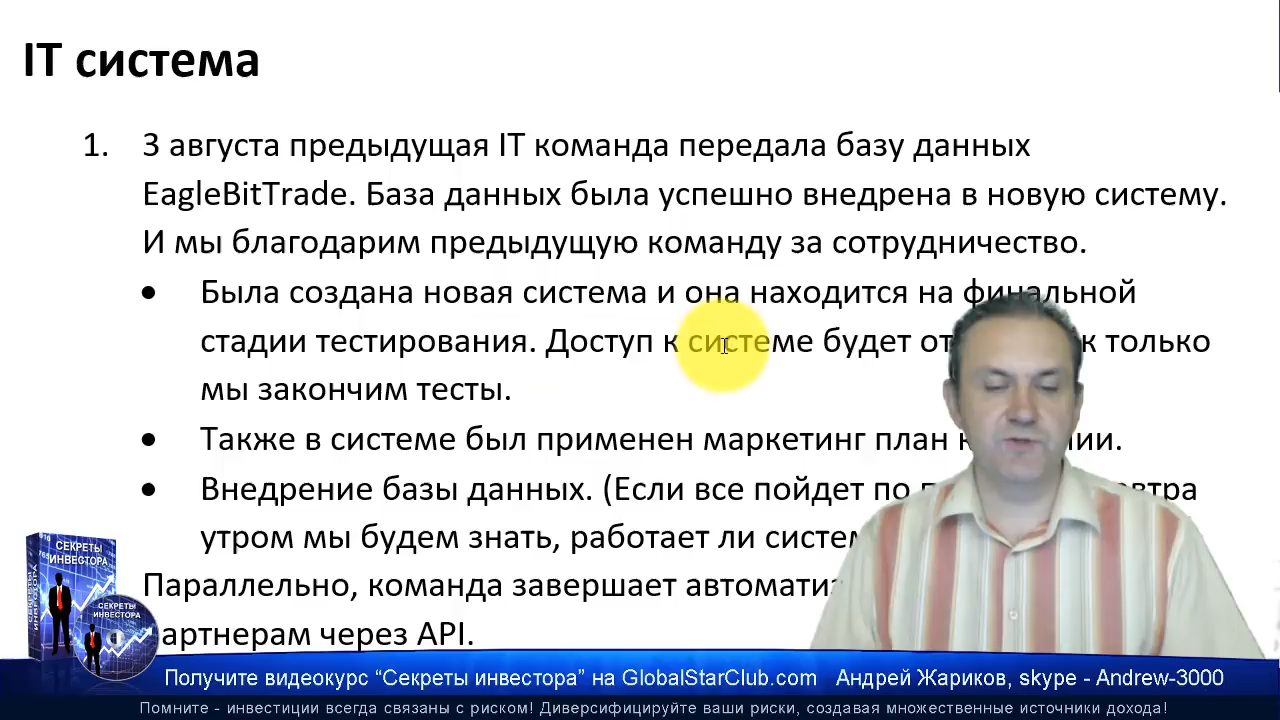 IT система
1. 3 августа предыдущая IT команда передала базу данных
EagleBitTrade. База данных была успешно внедрена в новую систему.
И мы благодарим предыдущую команду за сотрудничество.
• Была создана новая система и она находится на финальной
стадии тестирования. Доступ к системе будет только
мы закончим тесты.
• Также в системе был применен маркетинг план
• Внедрение базы данных. (Если все пойдет по
утром мы будем знать, работает ли
Параллельно, команда завершает
партнерам через API.
СЕКРЕТЫ
ИНВЕСТОРА
СЕКРЕТЫ
ИНВЕСТОРА
Получите видеокурс “Секреты инвестора” на GlobalStarClub.com Андрей Жариков, skype - Andrew-3000
Помните - инвестиции всегда связаны с риском! Диверсифицируйте ваши риски, создавая множественные источники дохода!